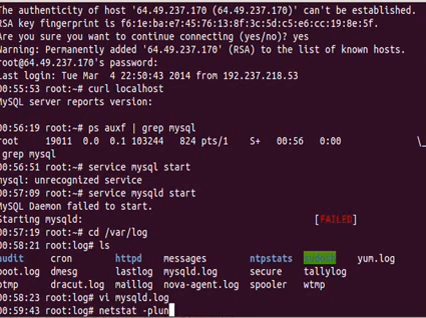 The authenticity of host '64.49.237.170 (64.49.237.170)' can't be established.
RSA key fingerprint is f6:1e:ba:e7:45:76:13:8f:3c:5d:c5:e6:cc:19:8e:5f.
Are you sure you want to continue connecting (yes/no)? yes
Warning: Permanently added '64.49.237.170' (RSA) to the list of known hosts.
root@64.49.237.170's password:
Last login: Tue Mar  4 22:50:43 2014 from 192.237.218.53
00:55:53 root:~# curl localhost
MySQL server reports version:
00:56:19 root:~# ps auxf | grep mysql
root     19011  0.0  0.1 103244   824 pts/1    S+   00:56   0:00              \_
grep mysql
00:56:51 root:~# service mysql start
mysql: unrecognized service
00:57:09 root:~# service mysqld start
MySQL Daemon failed to start.
Starting mysqld:                                           [FAILED]
00:57:19 root:~# cd /var/log
00:58:21 root:log# ls
audit     cron        httpd    messages        ntpstats            yum.log
boot.log  dmesg       lastlog  mysqld.log      secure    tallylog
btmp      dracut.log  maillog  nova-agent.log  spooler   wtmp
00:58:23 root:log# vi mysqld.log
00:59:43 root:log# netstat -plun